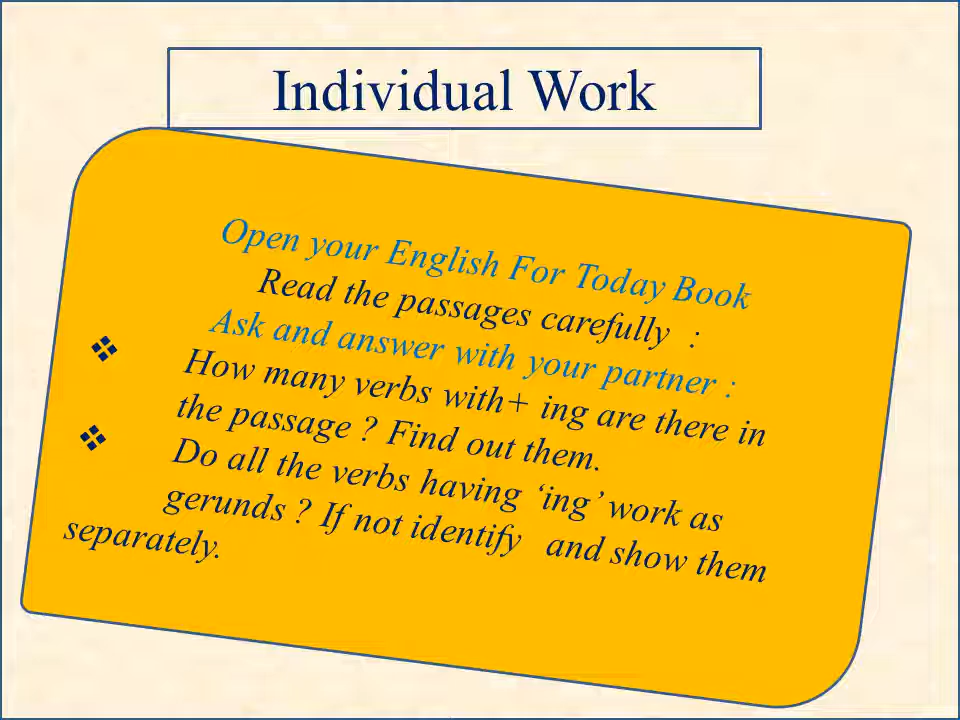 Individual Work
Open your English For Today Book
Read the passages carefully :
Ask and answer with your partner :
❖ How many verbs with+ ing are there in
the passage ? Find out them.
❖ Do all the verbs having ‘ing’ work as
gerunds ? If not identify and show them
separately.